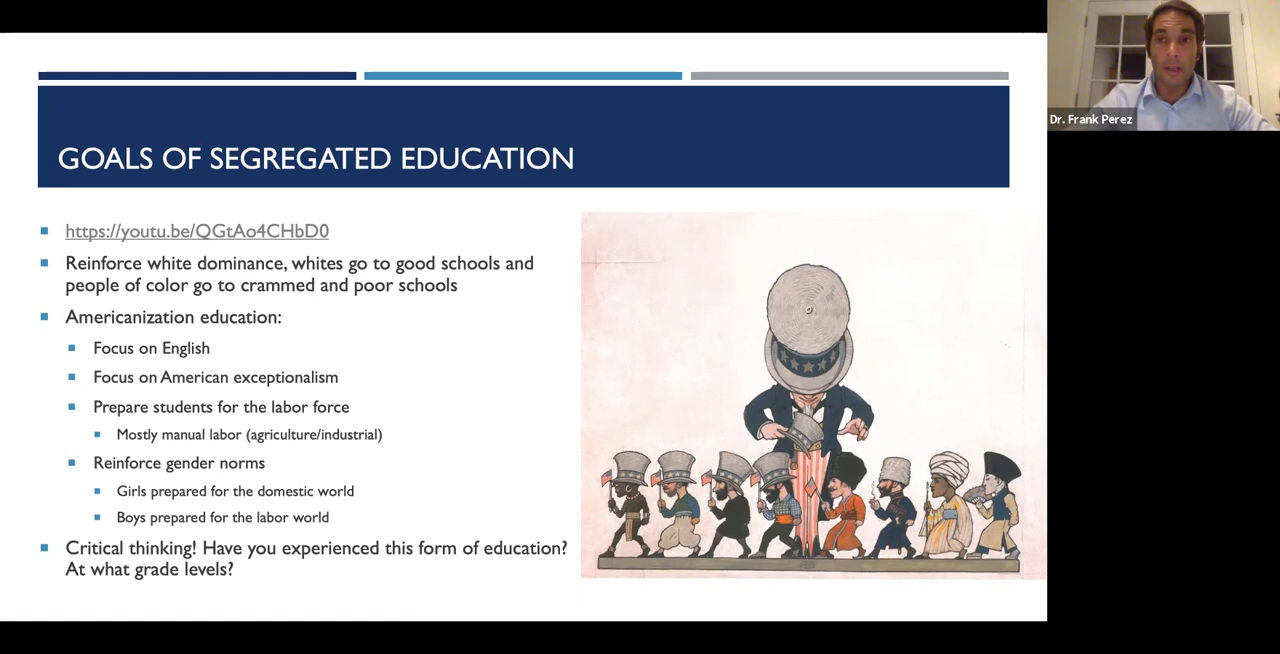 GOALS OF SEGREGATED EDUCATION
https://youtu.be/QGtAo4CHbD0
Reinforce white dominance, whites go to good schools and
people of color go to crammed and poor schools
Americanization education:
Focus on English
Focus on American exceptionalism
Prepare students for the labor force
Mostly manual labor (agriculture/industrial)
Reinforce gender norms
Girls prepared for the domestic world
Boys prepared for the labor world
Critical thinking! Have you experienced this form of education?
At what grade levels?
Dr. Frank Perez